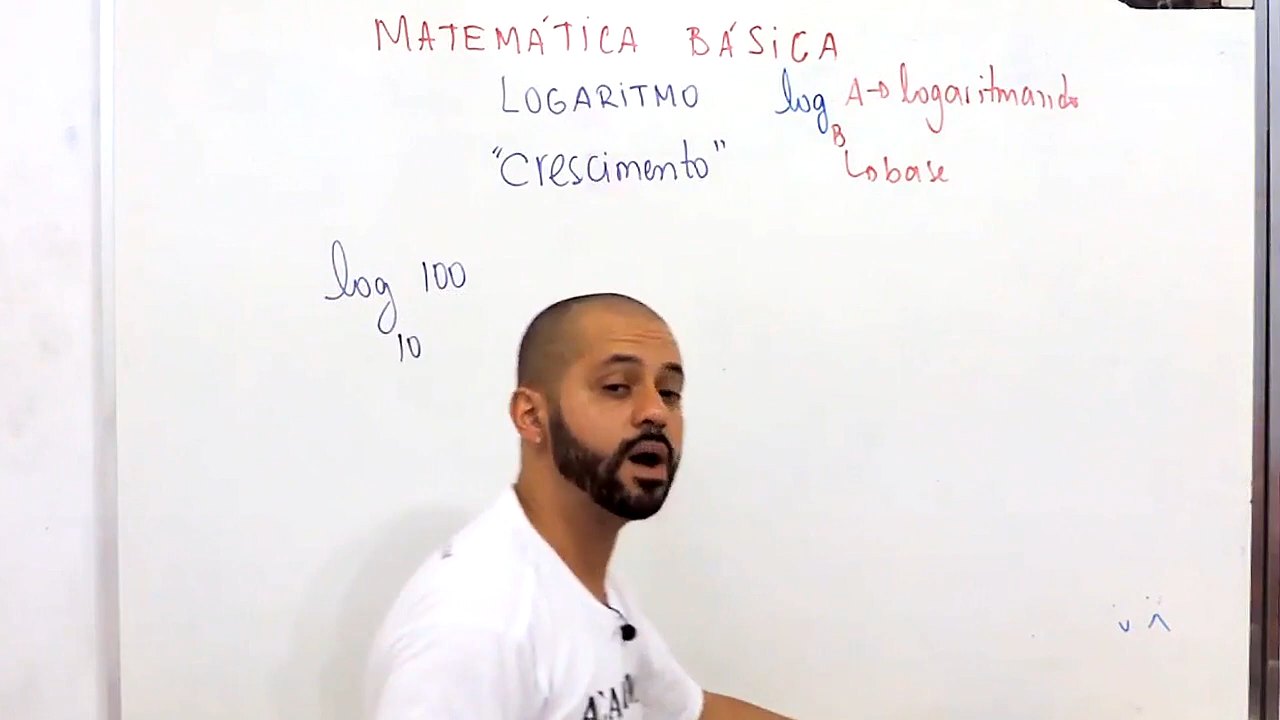 MATEMÁTICA BÁSICA
LOGARITMO
log A → logaritmando
B
↳ base
"Crescimento"
log 100
10